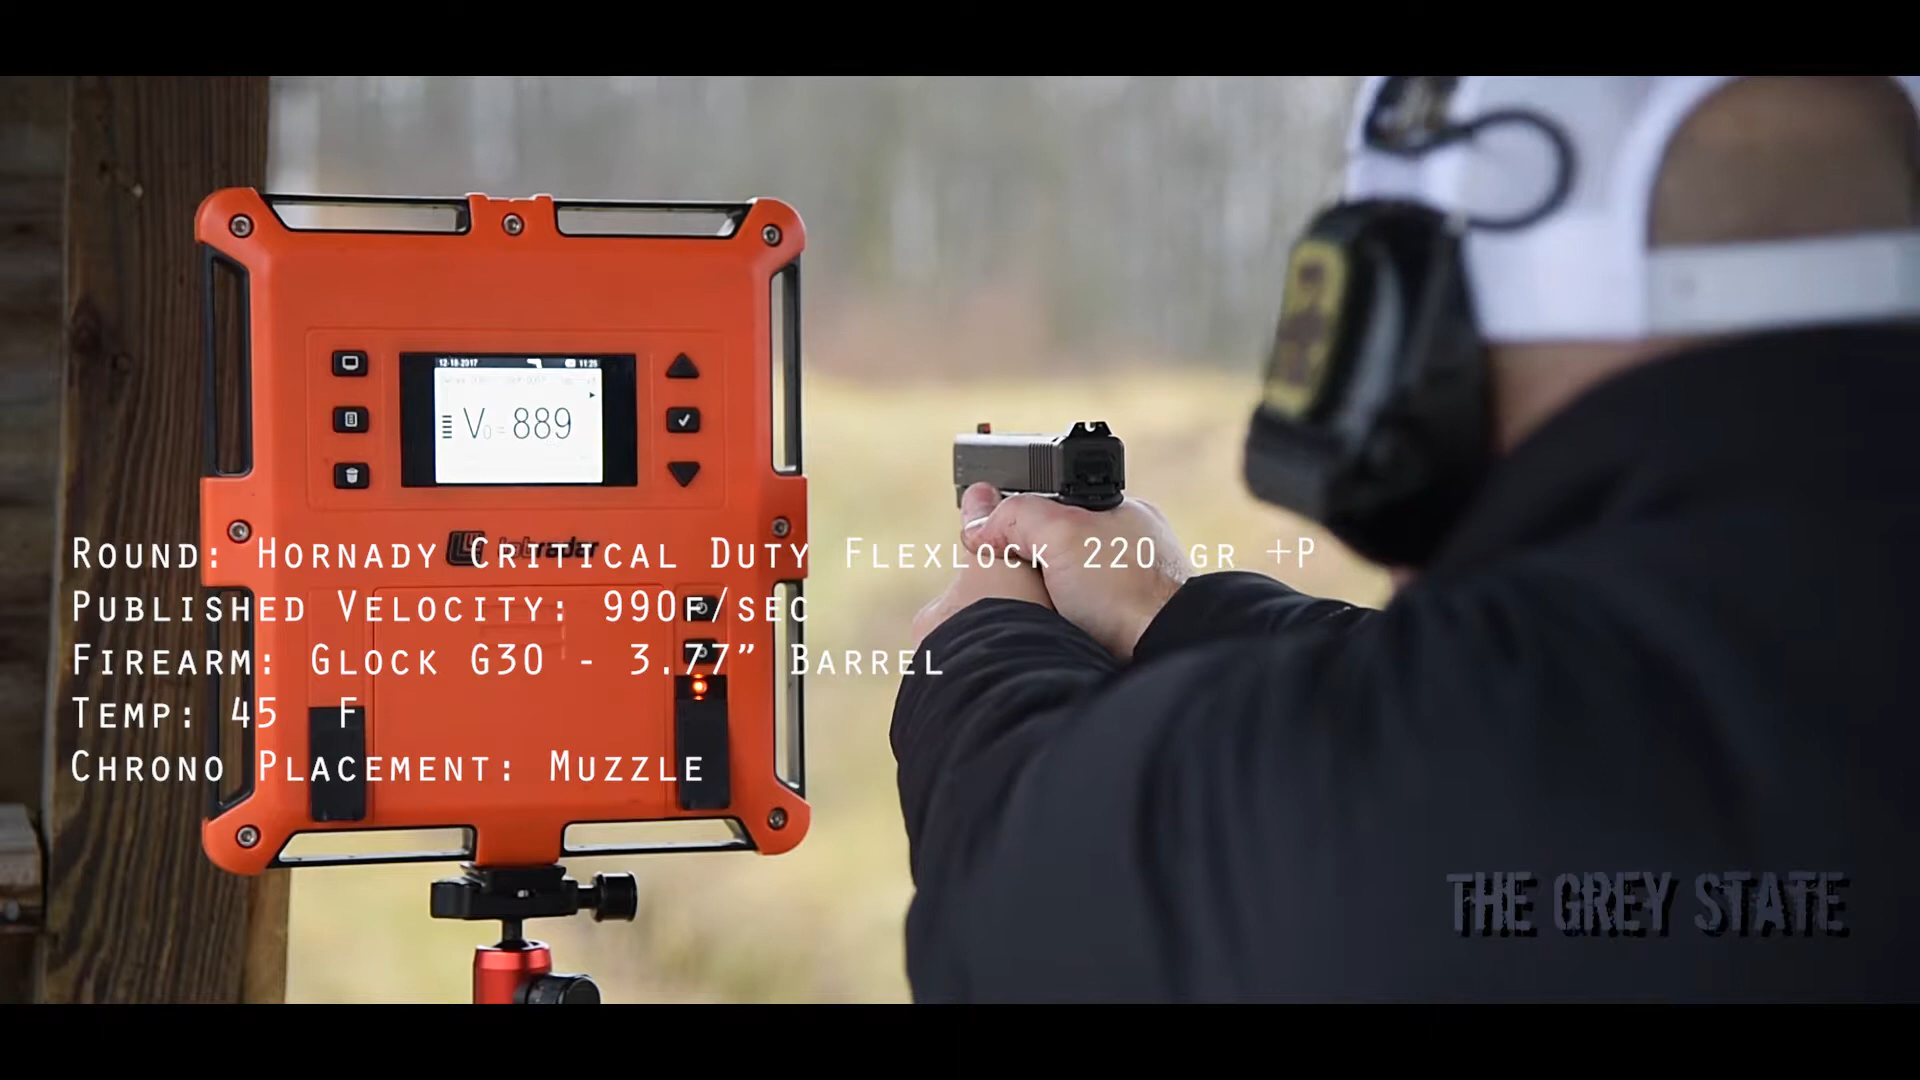 12-18-2017 11:25
V0 = 889
labradar
Round: Hornady Critical Duty Flexlock 220 gr +P
Published Velocity: 990f/sec
Firearm: Glock G30 - 3.77” Barrel
Temp: 45 F
Chrono Placement: Muzzle
THE GREY STATE